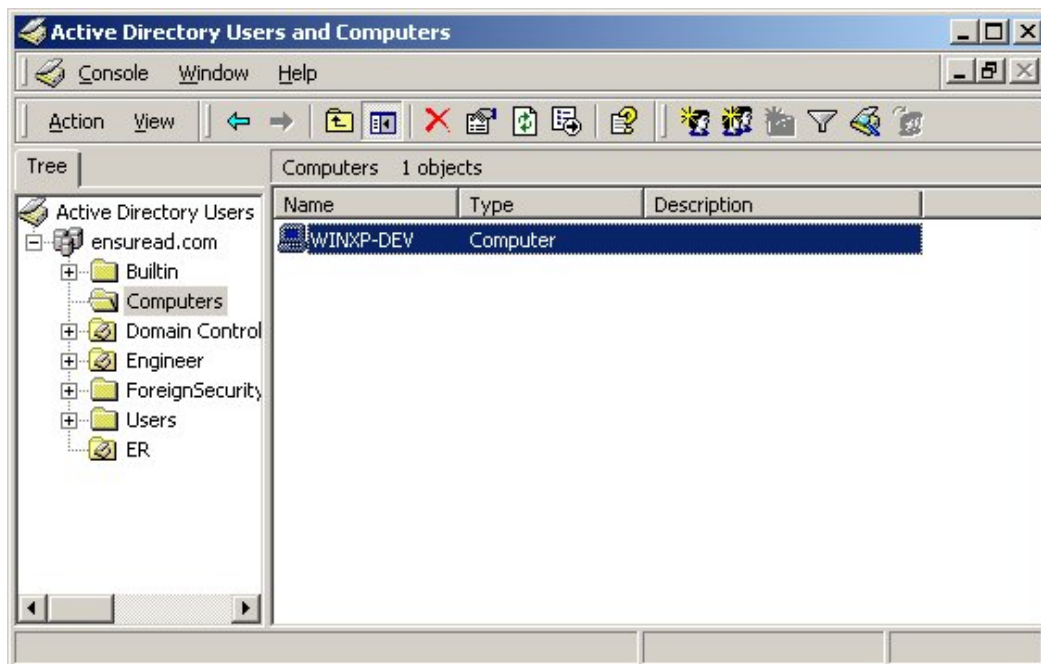 Active Directory Users and Computers
Console Window Help
Action View
Tree
Computers 1 objects
Name Type Description
Active Directory Users
ensuread.com
Builtin
Computers
Domain Control
Engineer
ForeignSecurity
Users
ER
WINXP-DEV Computer